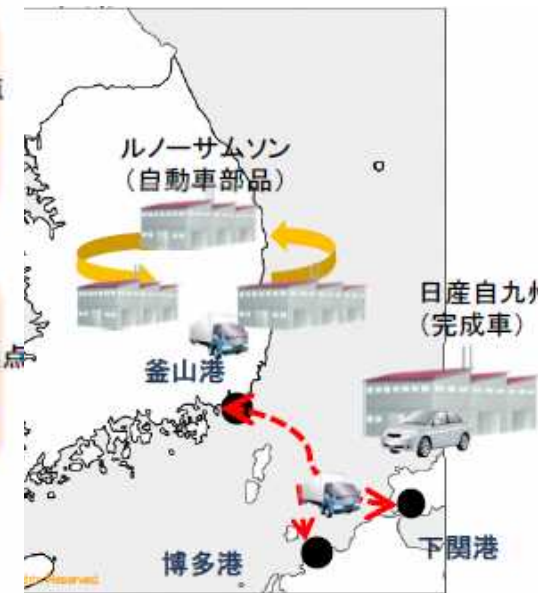 ルノーサムソン
(自動車部品)
日産自九州
(完成車)
点
釜山港
博多港
下関港